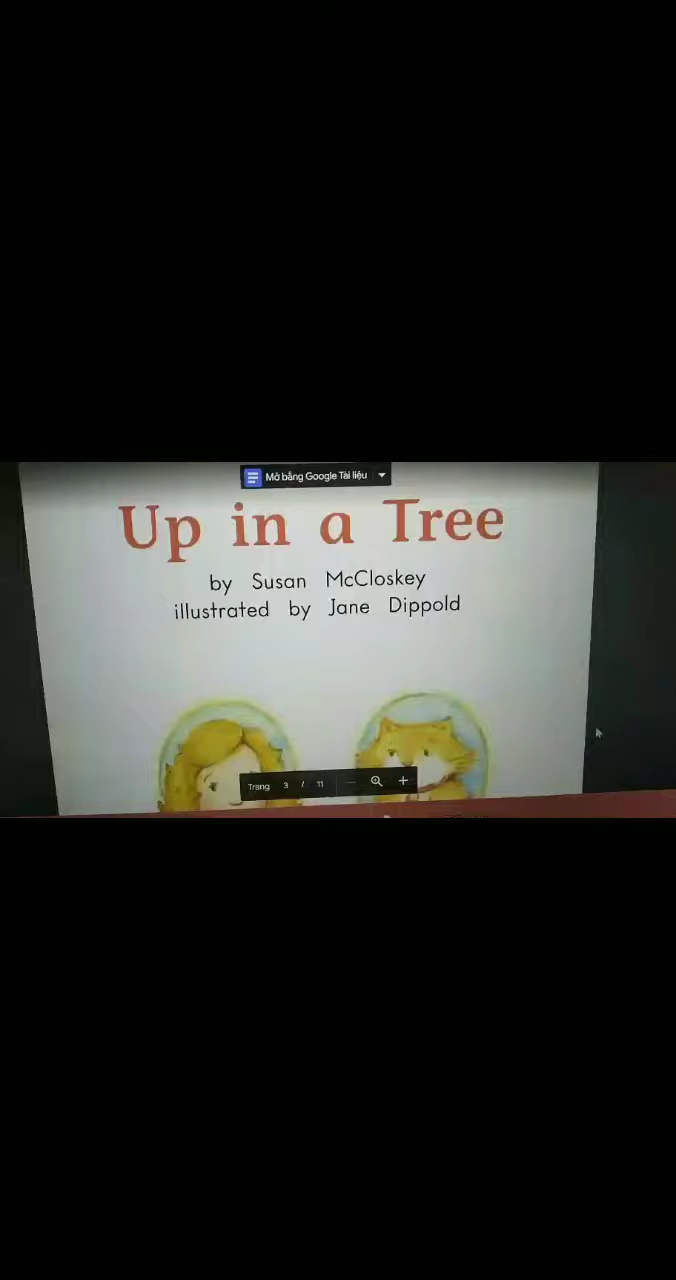 Mở bằng Google Tài liệu
Up in a Tree
by Susan McCloskey
illustrated by Jane Dippold
Trang 3 / 11